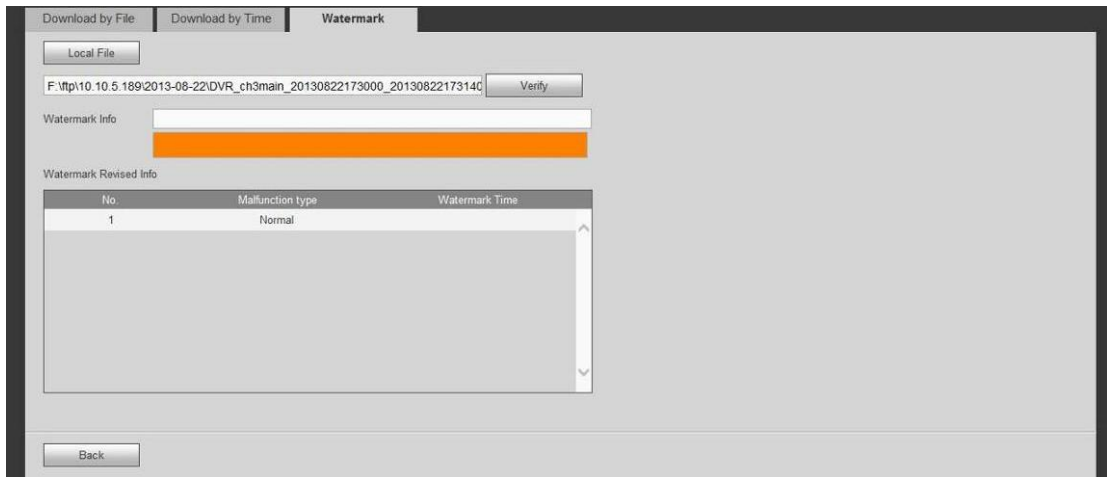 Download by File Download by Time Watermark
Local File
F:\ftp\10.10.5.189\2013-08-22\DVR_ch3main_20130822173000_20130822173140 Verify
Watermark Info
Watermark Revised Info
No. Malfunction type Watermark Time
1 Normal
Back